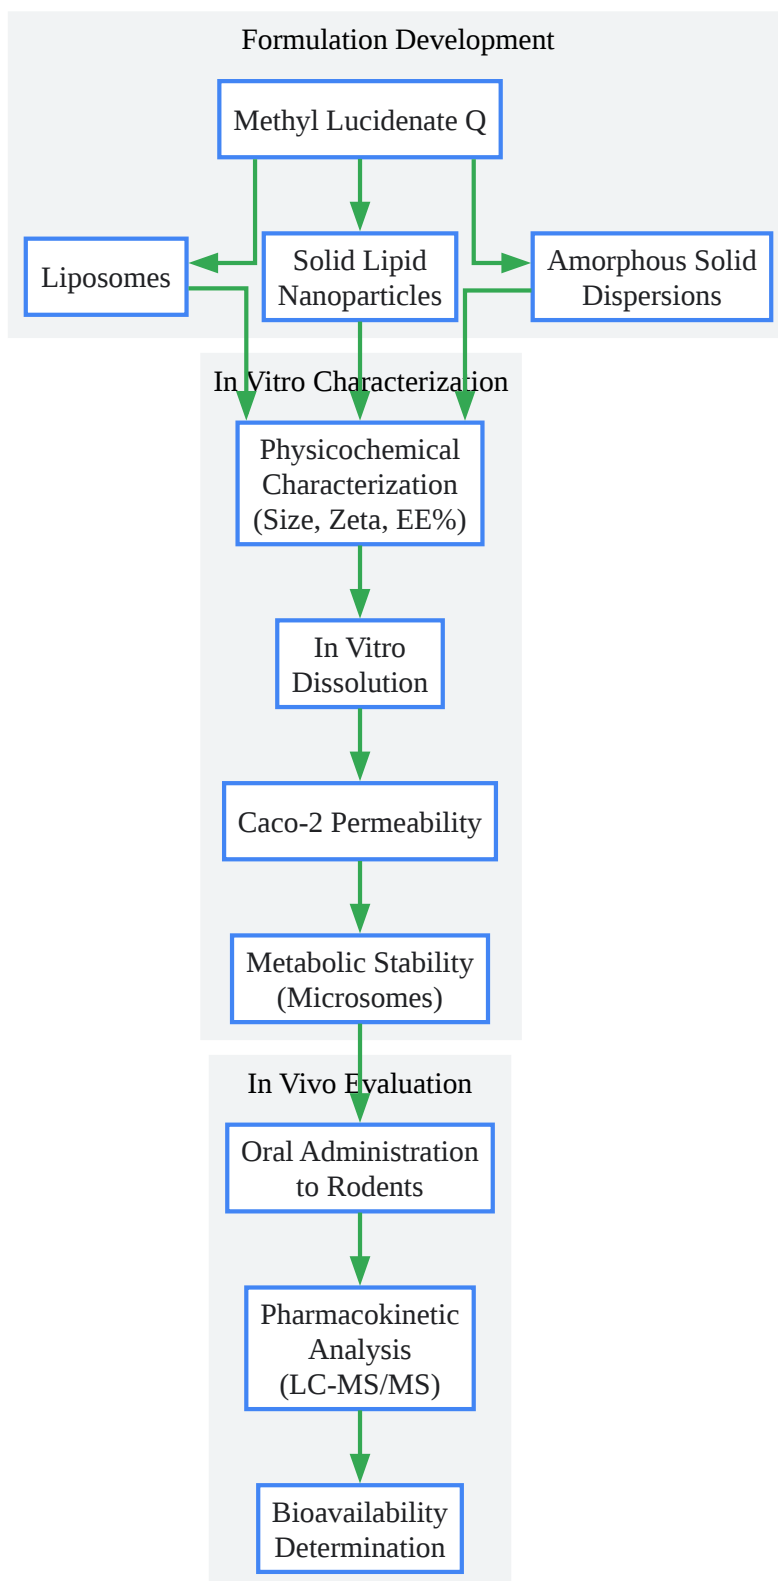 Formulation Development
Methyl Lucidenate Q
Liposomes
Solid Lipid
Nanoparticles
Amorphous Solid
Dispersions
In Vitro Characterization
Physicochemical
Characterization
(Size, Zeta, EE%)
In Vitro
Dissolution
Caco-2 Permeability
Metabolic Stability
(Microsomes)
In Vivo Evaluation
Oral Administration
to Rodents
Pharmacokinetic
Analysis
(LC-MS/MS)
Bioavailability
Determination